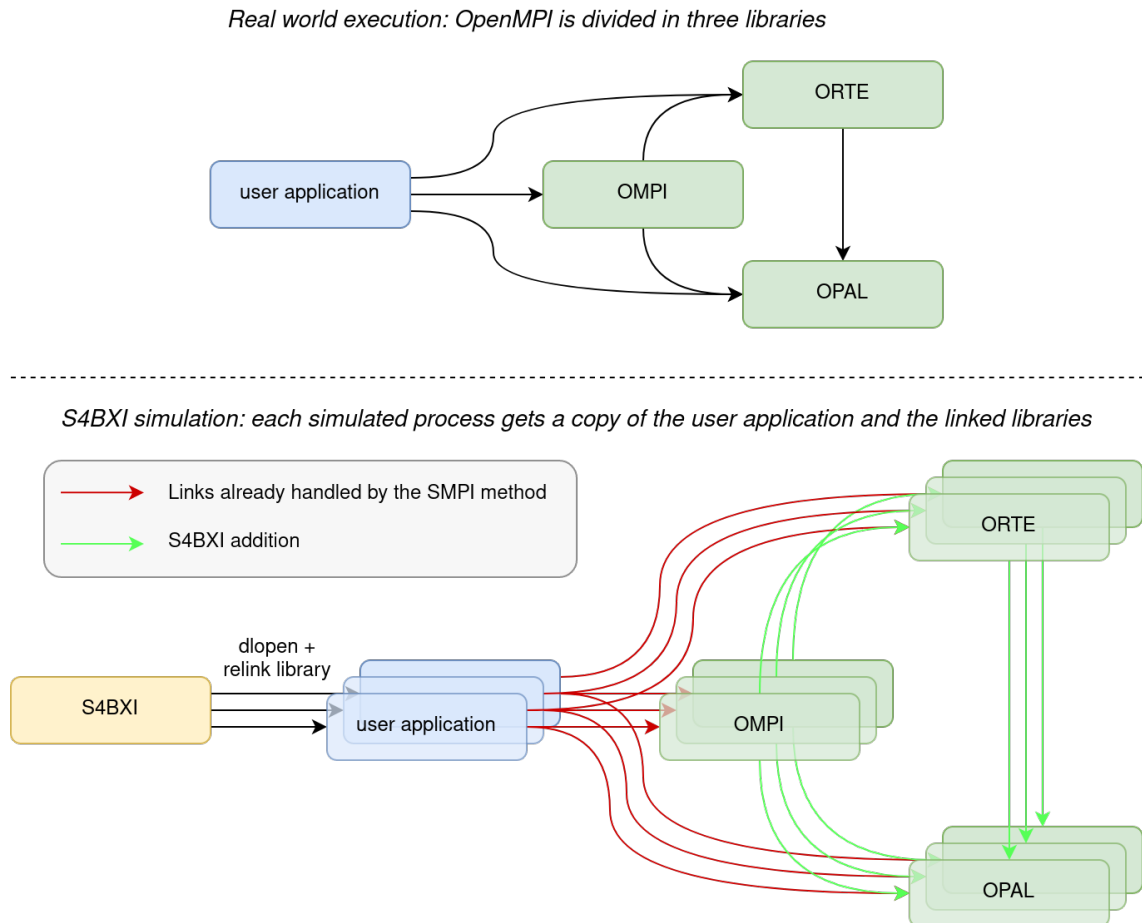 Real world execution: OpenMPI is divided in three libraries
ORTE
user application
OMPI
OPAL
S4BXI simulation: each simulated process gets a copy of the user application and the linked libraries
Links already handled by the SMPI method
S4BXI addition
ORTE
dlopen +
relink library
S4BXI
user application
OMPI
OPAL